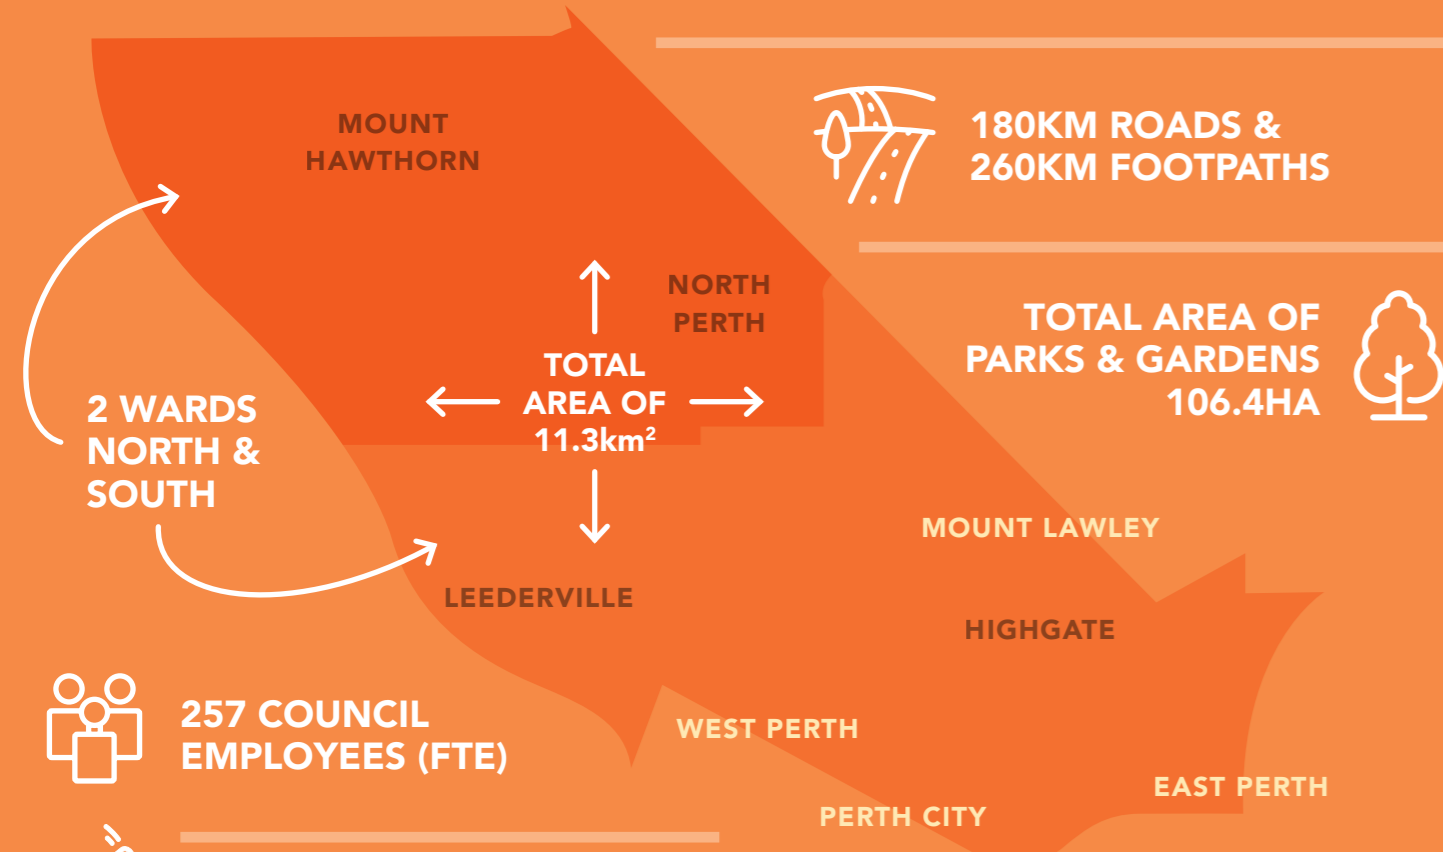 MOUNT
HAWTHORN
180KM ROADS &
260KM FOOTPATHS
NORTH
PERTH
TOTAL AREA OF
PARKS & GARDENS
106.4HA
TOTAL
AREA OF
11.3km²
2 WARDS
NORTH &
SOUTH
MOUNT LAWLEY
LEEDERVILLE
HIGHGATE
257 COUNCIL
EMPLOYEES (FTE)
WEST PERTH
EAST PERTH
PERTH CITY